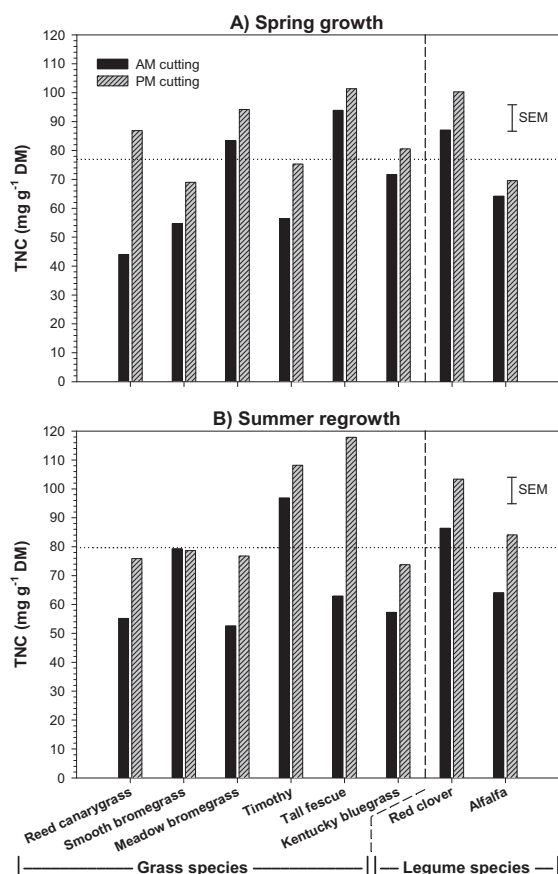 A) Spring growth
120
110
100
90
80
70
60
50
40
30
20
10
0
TNC (mg g⁻¹ DM)
AM cutting
PM cutting
SEM
B) Summer regrowth
120
110
100
90
80
70
60
50
40
30
20
10
0
TNC (mg g⁻¹ DM)
SEM
Reed canarygrass
Smooth bromegrass
Meadow bromegrass
Timothy
Tall fescue
Kentucky bluegrass
Red clover
Alfalfa
Grass species
Legume species